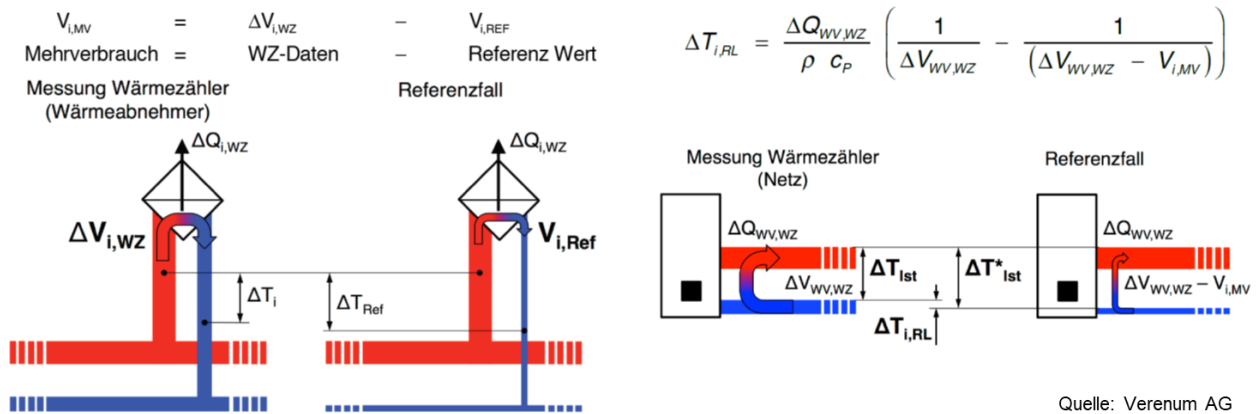 V_i,MV = ΔV_i,WZ − V_i,REF
Mehrverbrauch = WZ-Daten − Referenz Wert
Messung Wärmezähler
(Wärmeabnehmer)
Referenzfall
ΔQ_i,WZ
ΔQ_i,WZ
ΔV_i,WZ
V_i,Ref
ΔT_i
ΔT_Ref
ΔT_i,RL = ΔQ_WV,WZ / (ρ c_P) (1 / ΔV_WV,WZ − 1 / (ΔV_WV,WZ − V_i,MV))
Messung Wärmezähler
(Netz)
Referenzfall
ΔQ_WV,WZ
ΔQ_WV,WZ
ΔT_Ist
ΔT*_Ist
ΔV_WV,WZ
ΔV_WV,WZ − V_i,MV
ΔT_i,RL
Quelle: Verenum AG